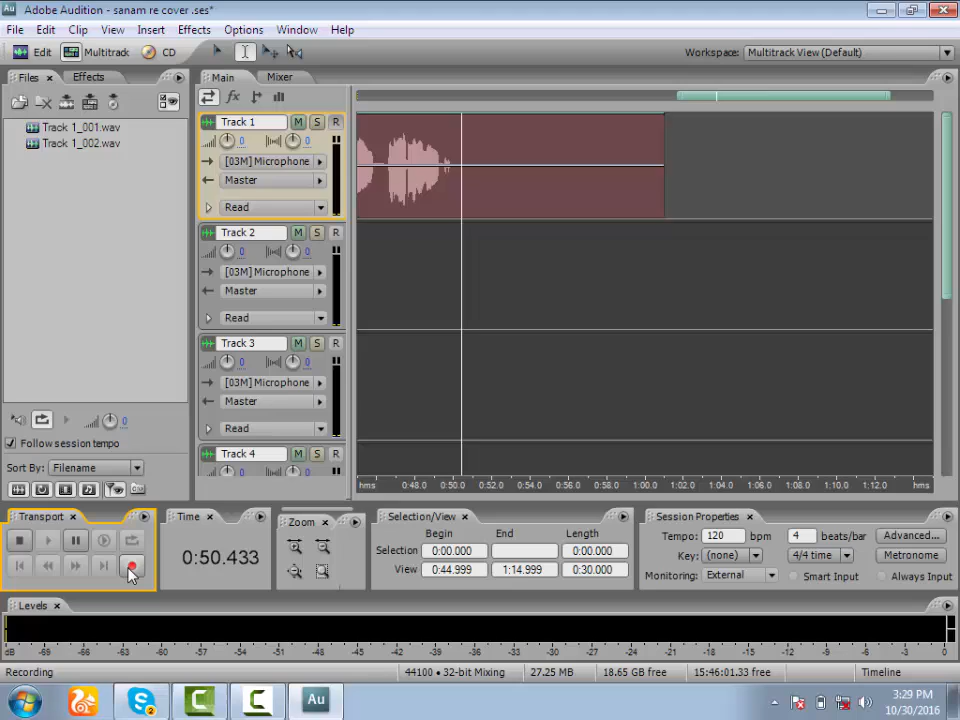 Au Adobe Audition - sanam re cover .ses*
File Edit Clip View Insert Effects Options Window Help
Edit Multitrack CD Workspace: Multitrack View (Default)
Files Effects Main Mixer
fx
Track 1_001.wav
Track 1_002.wav
Track 1 M S R
0 0
[03M] Microphone
Master
Read
Track 2 M S R
0 0
[03M] Microphone
Master
Read
Track 3 M S R
0 0
[03M] Microphone
Master
Read
Track 4 M S R
0
Follow session tempo
Sort By: Filename
hms 0:48.0 0:50.0 0:52.0 0:54.0 0:56.0 0:58.0 1:00.0 1:02.0 1:04.0 1:06.0 1:08.0 1:10.0 1:12.0 hms
Transport Time Zoom Selection/View Session Properties
0:50.433
Begin End Length
Selection 0:00.000 0:00.000
View 0:44.999 1:14.999 0:30.000
Tempo: 120 bpm 4 beats/bar Advanced...
Key: (none) 4/4 time Metronome
Monitoring: External Smart Input Always Input
Levels
dB -69 -66 -63 -60 -57 -54 -51 -48 -45 -42 -39 -36 -33 -30 -27 -24 -21 -18 -15 -12 -9 -6 -3 0
Recording 44100 • 32-bit Mixing 27.25 MB 18.65 GB free 15:46:01.33 free Timeline
2 Au 3:29 PM
10/30/2016